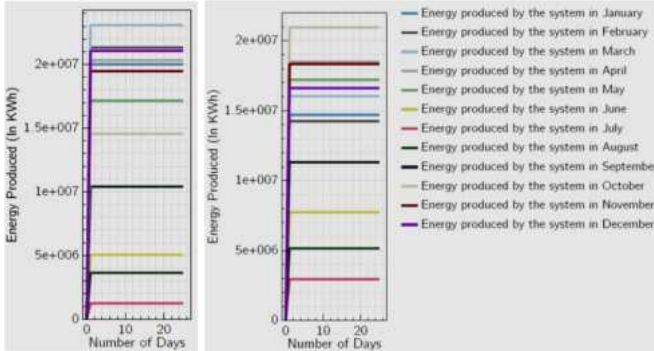 Energy Produced (In KWh)
2e+007
1.5e+007
1e+007
5e+006
0
0 10 20
Number of Days
Energy Produced (In KWh)
2e+007
1.5e+007
1e+007
5e+006
0
0 10 20
Number of Days
Energy produced by the system in January
Energy produced by the system in February
Energy produced by the system in March
Energy produced by the system in April
Energy produced by the system in May
Energy produced by the system in June
Energy produced by the system in July
Energy produced by the system in August
Energy produced by the system in September
Energy produced by the system in October
Energy produced by the system in November
Energy produced by the system in December